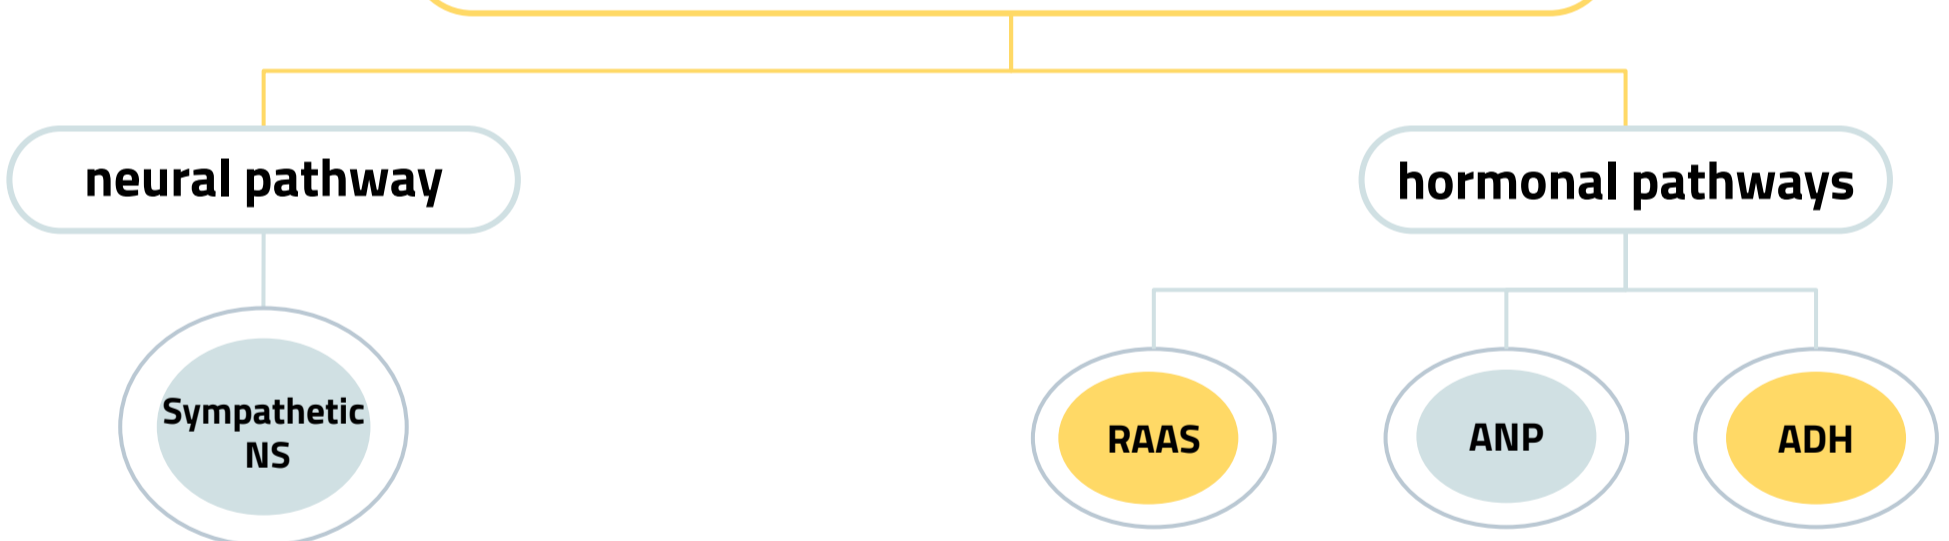 neural pathway
hormonal pathways
Sympathetic
NS
RAAS
ANP
ADH